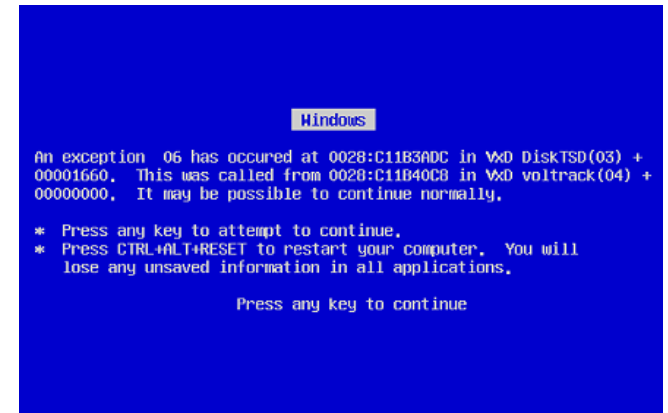 Windows
An exception 06 has occured at 0028:C11B3ADC in VxD DiskTSD(03) +
00001660. This was called from 0028:C11B40C8 in VxD voltrack(04) +
00000000. It may be possible to continue normally.
* Press any key to attempt to continue.
* Press CTRL+ALT+RESET to restart your computer. You will
lose any unsaved information in all applications.
Press any key to continue